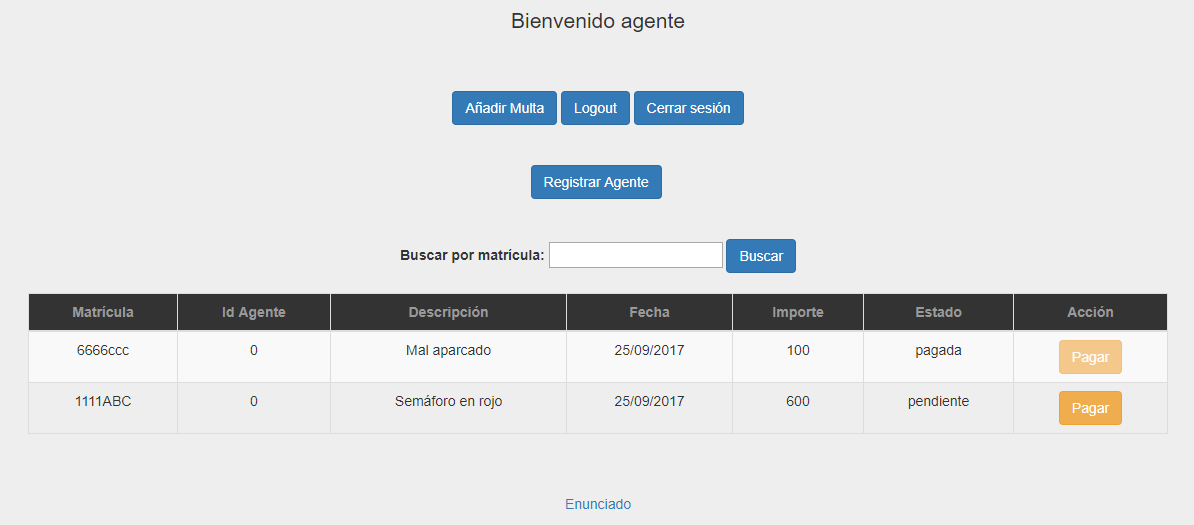 Bienvenido agente
Añadir Multa Logout Cerrar sesión
Registrar Agente
Buscar por matrícula: Buscar
Matrícula Id Agente Descripción Fecha Importe Estado Acción
6666ccc 0 Mal aparcado 25/09/2017 100 pagada Pagar
1111ABC 0 Semáforo en rojo 25/09/2017 600 pendiente Pagar
Enunciado